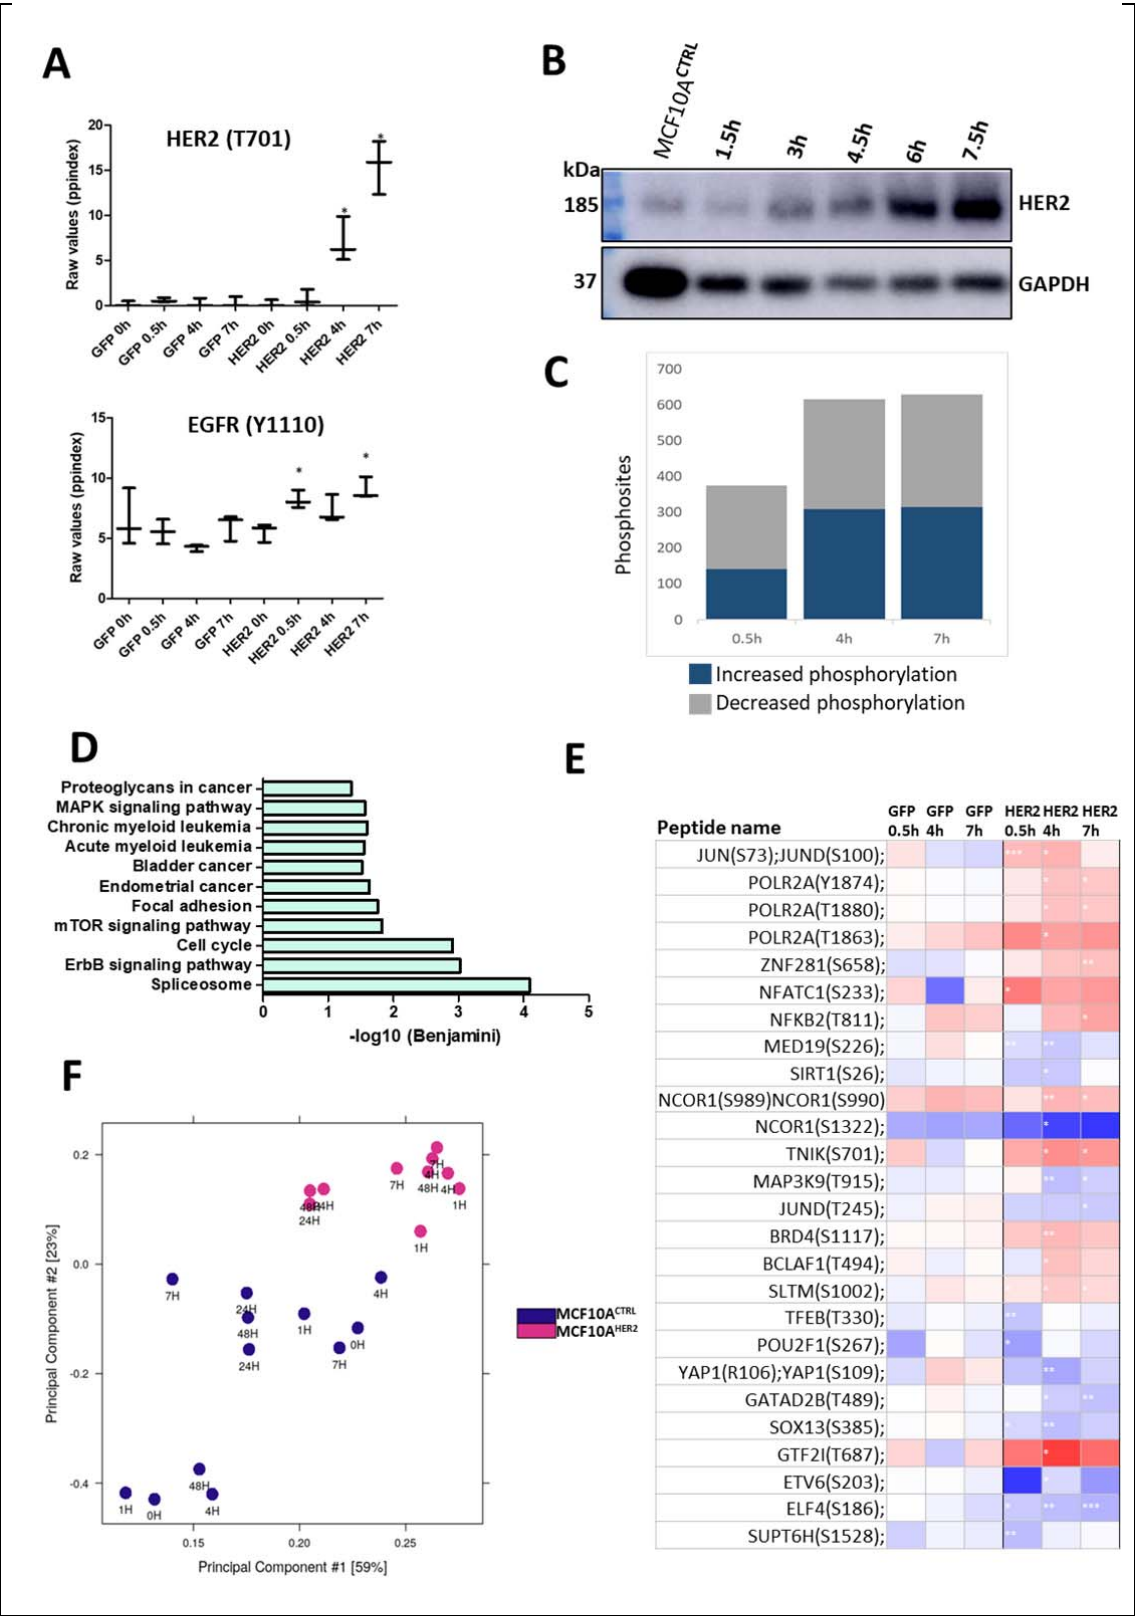 A
HER2 (T701)
Raw values (ppindex)
20
15
10
5
0
*
*
GFP 0h
GFP 0.5h
GFP 4h
GFP 7h
HER2 0h
HER2 0.5h
HER2 4h
HER2 7h
EGFR (Y1110)
Raw values (ppindex)
15
10
5
0
*
*
GFP 0h
GFP 0.5h
GFP 4h
GFP 7h
HER2 0h
HER2 0.5h
HER2 4h
HER2 7h
B
MCF10A^CTRL
1.5h
3h
4.5h
6h
7.5h
kDa
185
HER2
37
GAPDH
C
Phosphosites
700
600
500
400
300
200
100
0
0.5h
4h
7h
Increased phosphorylation
Decreased phosphorylation
D
Proteoglycans in cancer
MAPK signaling pathway
Chronic myeloid leukemia
Acute myeloid leukemia
Bladder cancer
Endometrial cancer
Focal adhesion
mTOR signaling pathway
Cell cycle
ErbB signaling pathway
Spliceosome
0 1 2 3 4 5
-log10 (Benjamini)
E
Peptide name
GFP 0.5h
GFP 4h
GFP 7h
HER2 0.5h
HER2 4h
HER2 7h
JUN(S73);JUND(S100); *** *
POLR2A(Y1874); * *
POLR2A(T1880); * *
POLR2A(T1863); *
ZNF281(S658); **
NFATC1(S233); *
NFKB2(T811); *
MED19(S226); ** **
SIRT1(S26); *
NCOR1(S989)NCOR1(S990) ** *
NCOR1(S1322); *
TNIK(S701); * *
MAP3K9(T915); ** *
JUND(T245); *
BRD4(S1117); **
BCLAF1(T494); *
SLTM(S1002); * * *
TFEB(T330); **
POU2F1(S267); *
YAP1(R106);YAP1(S109); **
GATAD2B(T489); * **
SOX13(S385); * **
GTF2I(T687); *
ETV6(S203); *
ELF4(S186); * ** ***
SUPT6H(S1528); **
F
Principal Component #2 [23%]
0.2
0.0
-0.2
-0.4
7H
7H
4H
48H
4H
1H
24H
24H
1H
7H
4H
24H
48H
24H
1H
0H
7H
48H
4H
1H
0H
0.15
0.20
0.25
Principal Component #1 [59%]
MCF10A^CTRL
MCF10A^HER2